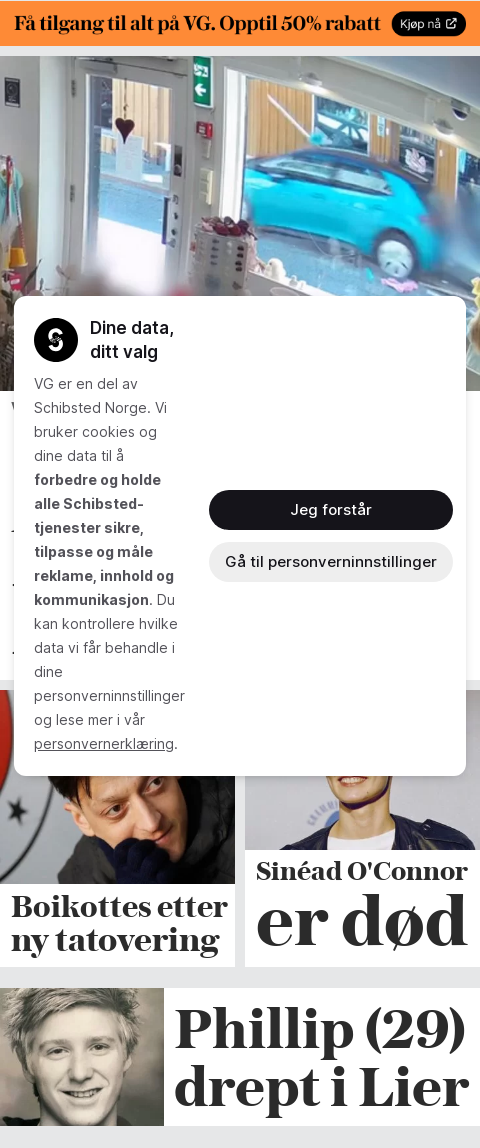 Få tilgang til alt på VG. Opptil 50% rabatt
Kjøp nå
Dine data,
ditt valg
VG er en del av
Schibsted Norge. Vi
bruker cookies og
dine data til å
forbedre og holde
alle Schibsted-
tjenester sikre,
tilpasse og måle
reklame, innhold og
kommunikasjon. Du
kan kontrollere hvilke
data vi får behandle i
dine
personverninnstillinger
og lese mer i vår
personvernerklæring.
Jeg forstår
Gå til personverninnstillinger
Boikottes etter
ny tatovering
Sinéad O'Connor
er død
Phillip (29)
drept i Lier